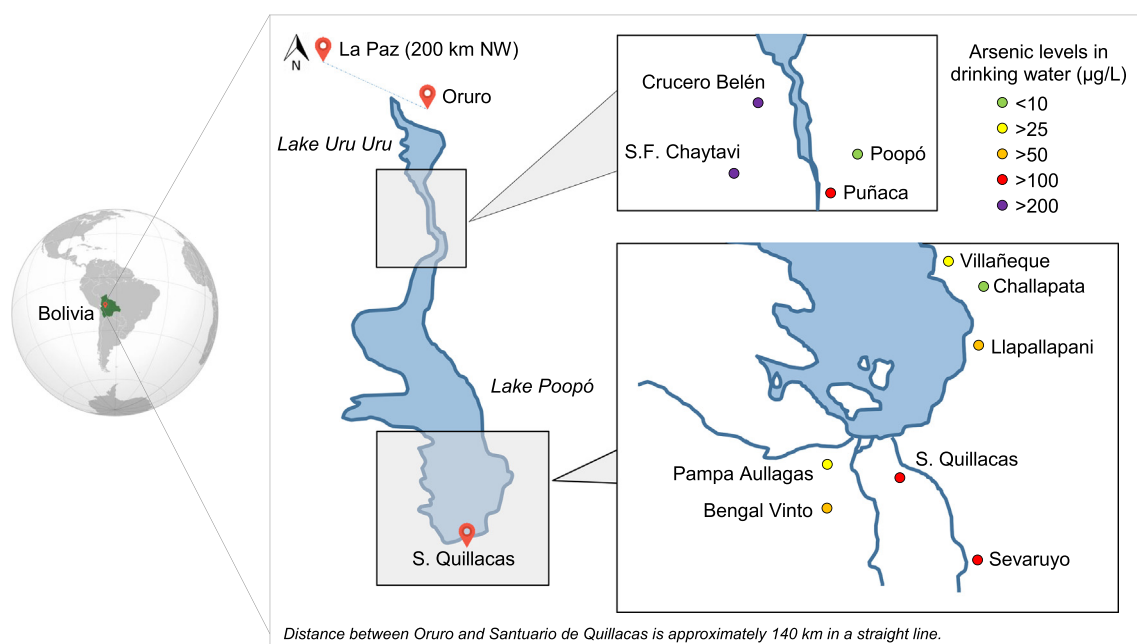 La Paz (200 km NW)
N
Oruro
Lake Uru Uru
Bolivia
Lake Poopó
S. Quillacas
Crucero Belén
S.F. Chaytavi
Poopó
Puñaca
Arsenic levels in
drinking water (µg/L)
<10
>25
>50
>100
>200
Villañeque
Challapata
Llapallapani
S. Quillacas
Pampa Aullagas
Bengal Vinto
Sevaruyo
Distance between Oruro and Santuario de Quillacas is approximately 140 km in a straight line.